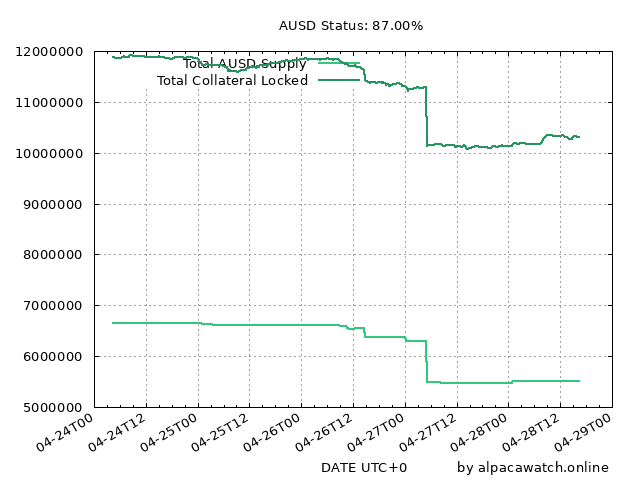 AUSD Status: 87.00%
12000000
Total AUSD Supply
Total Collateral Locked
11000000
10000000
9000000
8000000
7000000
6000000
5000000
04-24T00 04-24T12 04-25T00 04-25T12 04-26T00 04-26T12 04-27T00 04-27T12 04-28T00 04-28T12 04-29T00
DATE UTC+0 by alpacawatch.online